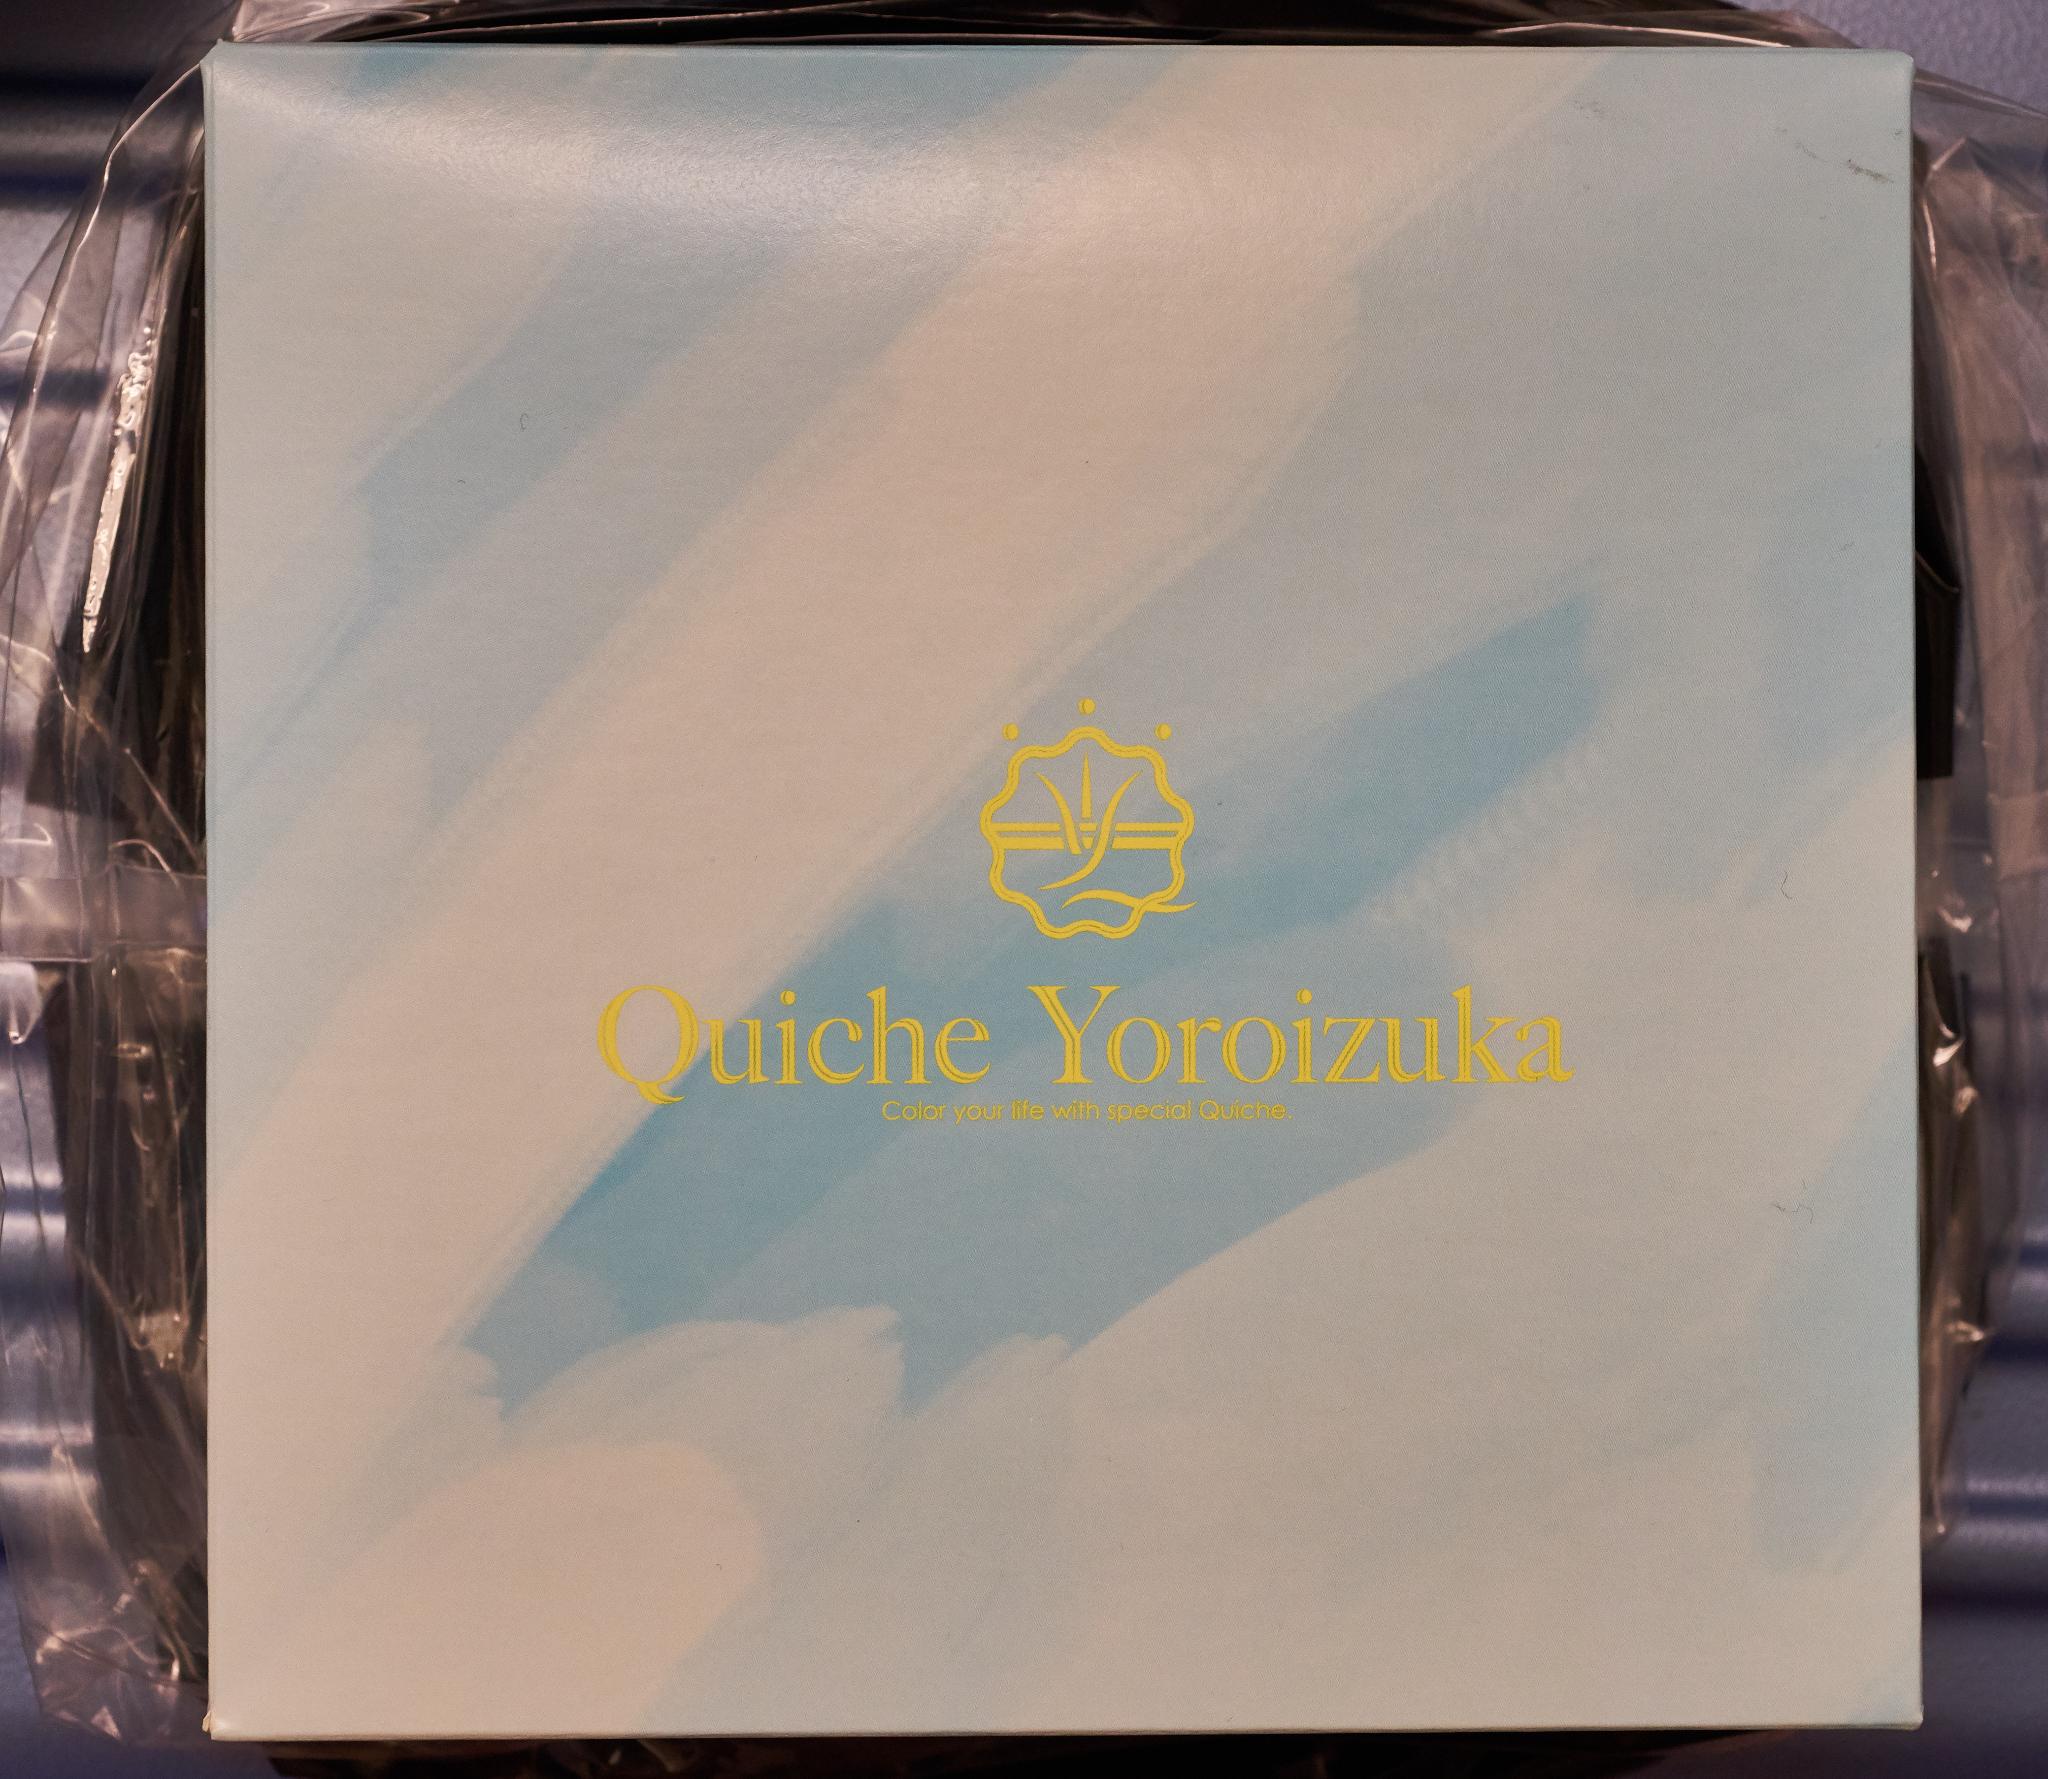 Quiche Yoroizuka
Color your life with special Quiche.